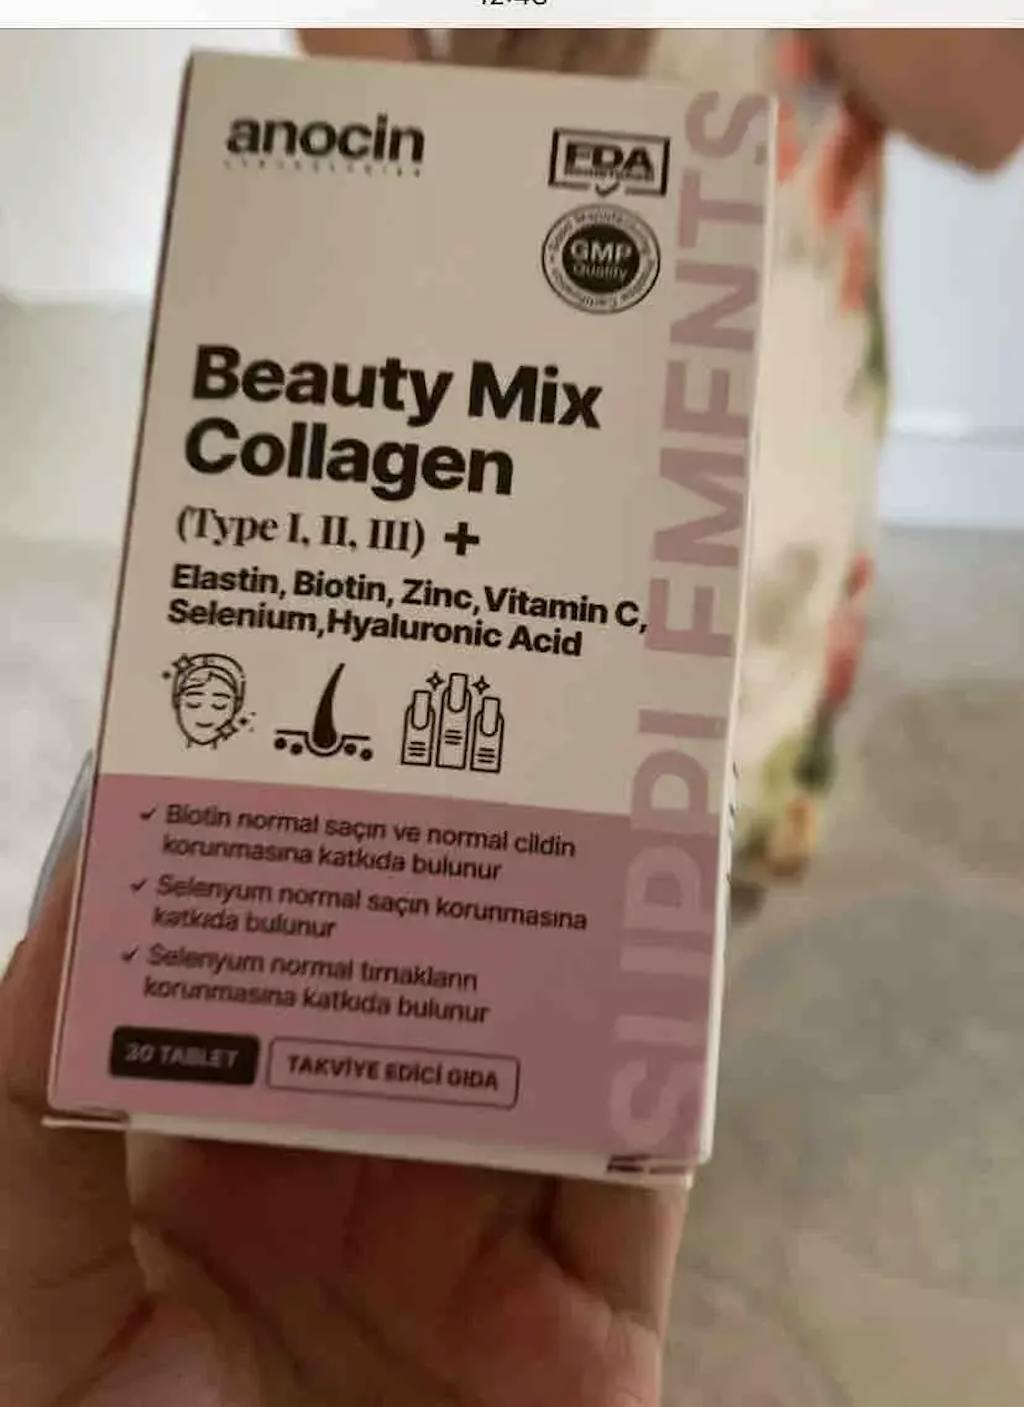 anocin
FDA
GMP
Quality
Beauty Mix
Collagen
(Type I, II, III) +
Elastin, Biotin, Zinc, Vitamin C,
Selenium, Hyaluronic Acid
✓ Biotin normal saçın ve normal cildin
korunmasına katkıda bulunur
✓ Selenyum normal saçın korunmasına
katkıda bulunur
✓ Selenyum normal tırnakların
korunmasına katkıda bulunur
30 TABLET
TAKVİYE EDİCİ GIDA
SUPPLEMENTS